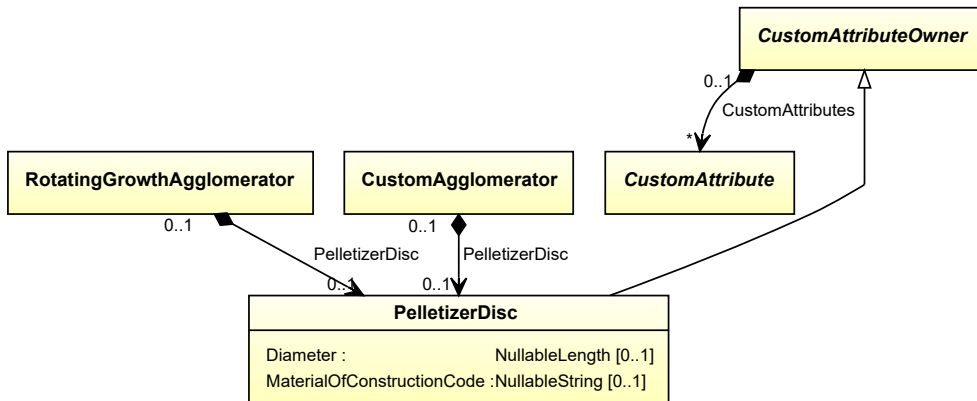 CustomAttributeOwner
0..1
CustomAttributes
*
RotatingGrowthAgglomerator
CustomAgglomerator
CustomAttribute
0..1
0..1
PelletizerDisc
PelletizerDisc
0..1
0..1
PelletizerDisc
Diameter : NullableLength [0..1]
MaterialOfConstructionCode :NullableString [0..1]